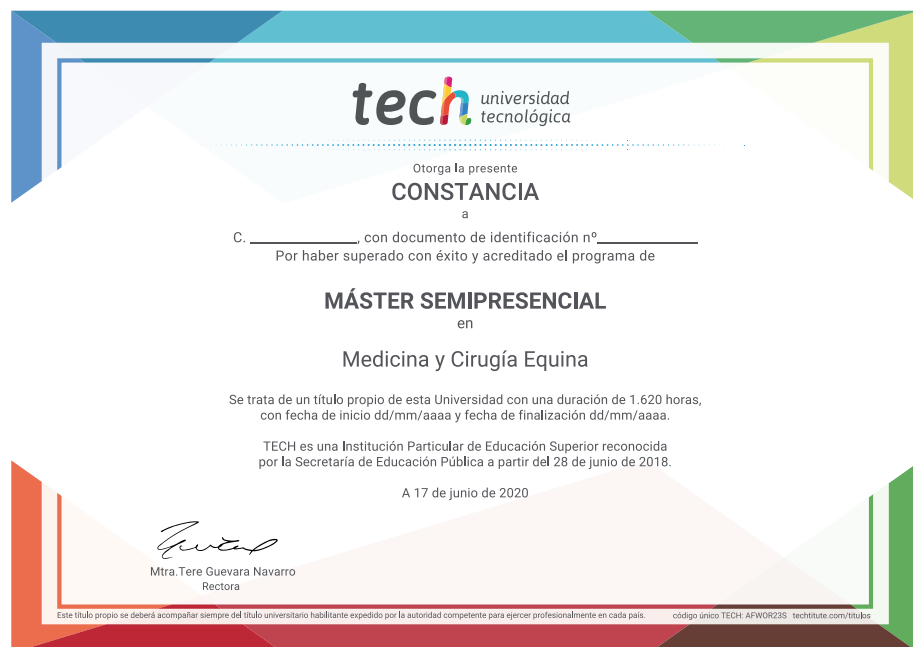 tech universidad
tecnológica
Otorga la presente
CONSTANCIA
a
C. ____________, con documento de identificación nº____________
Por haber superado con éxito y acreditado el programa de
MÁSTER SEMIPRESENCIAL
en
Medicina y Cirugía Equina
Se trata de un título propio de esta Universidad con una duración de 1.620 horas,
con fecha de inicio dd/mm/aaaa y fecha de finalización dd/mm/aaaa.
TECH es una Institución Particular de Educación Superior reconocida
por la Secretaría de Educación Pública a partir del 28 de junio de 2018.
A 17 de junio de 2020
Mtra.Tere Guevara Navarro
Rectora
Este título propio se deberá acompañar siempre del título universitario habilitante expedido por la autoridad competente para ejercer profesionalmente en cada país. código único TECH: AFWOR23S techtitute.com/títulos